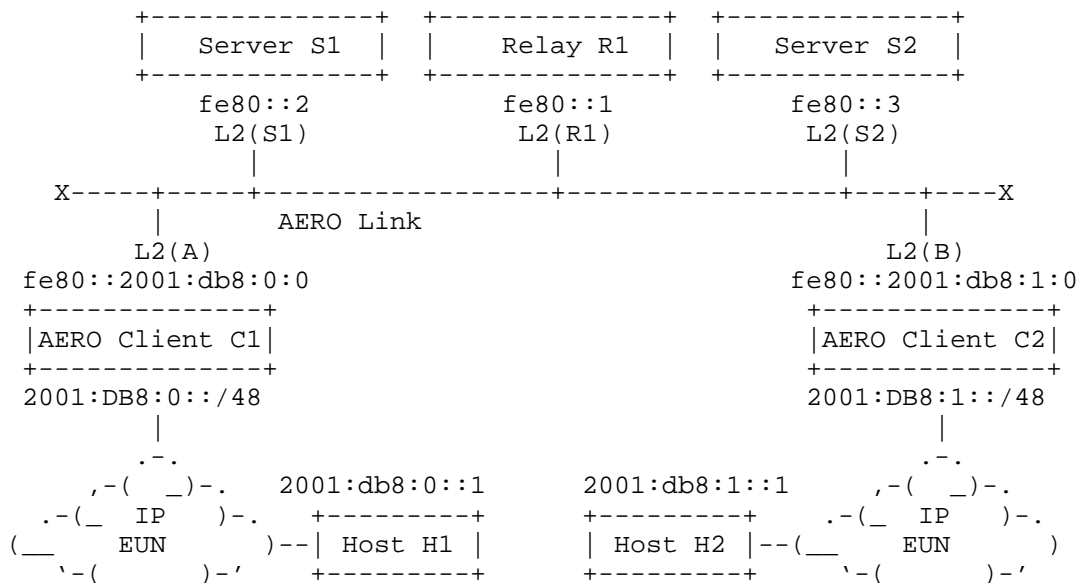 Server S1 Relay R1 Server S2
fe80::2 fe80::1 fe80::3
L2(S1) L2(R1) L2(S2)
X X
AERO Link
L2(A) L2(B)
fe80::2001:db8:0:0 fe80::2001:db8:1:0
AERO Client C1 AERO Client C2
2001:DB8:0::/48 2001:DB8:1::/48
2001:db8:0::1 2001:db8:1::1
IP IP
EUN Host H1 Host H2 EUN